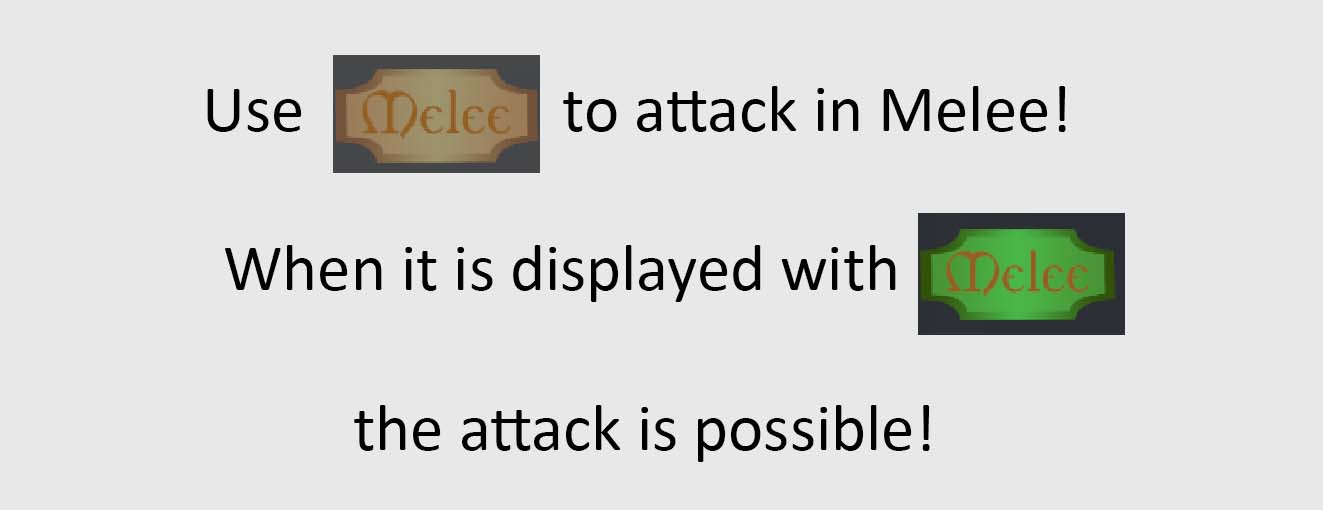 Use Melee to attack in Melee!
When it is displayed with Melee
the attack is possible!